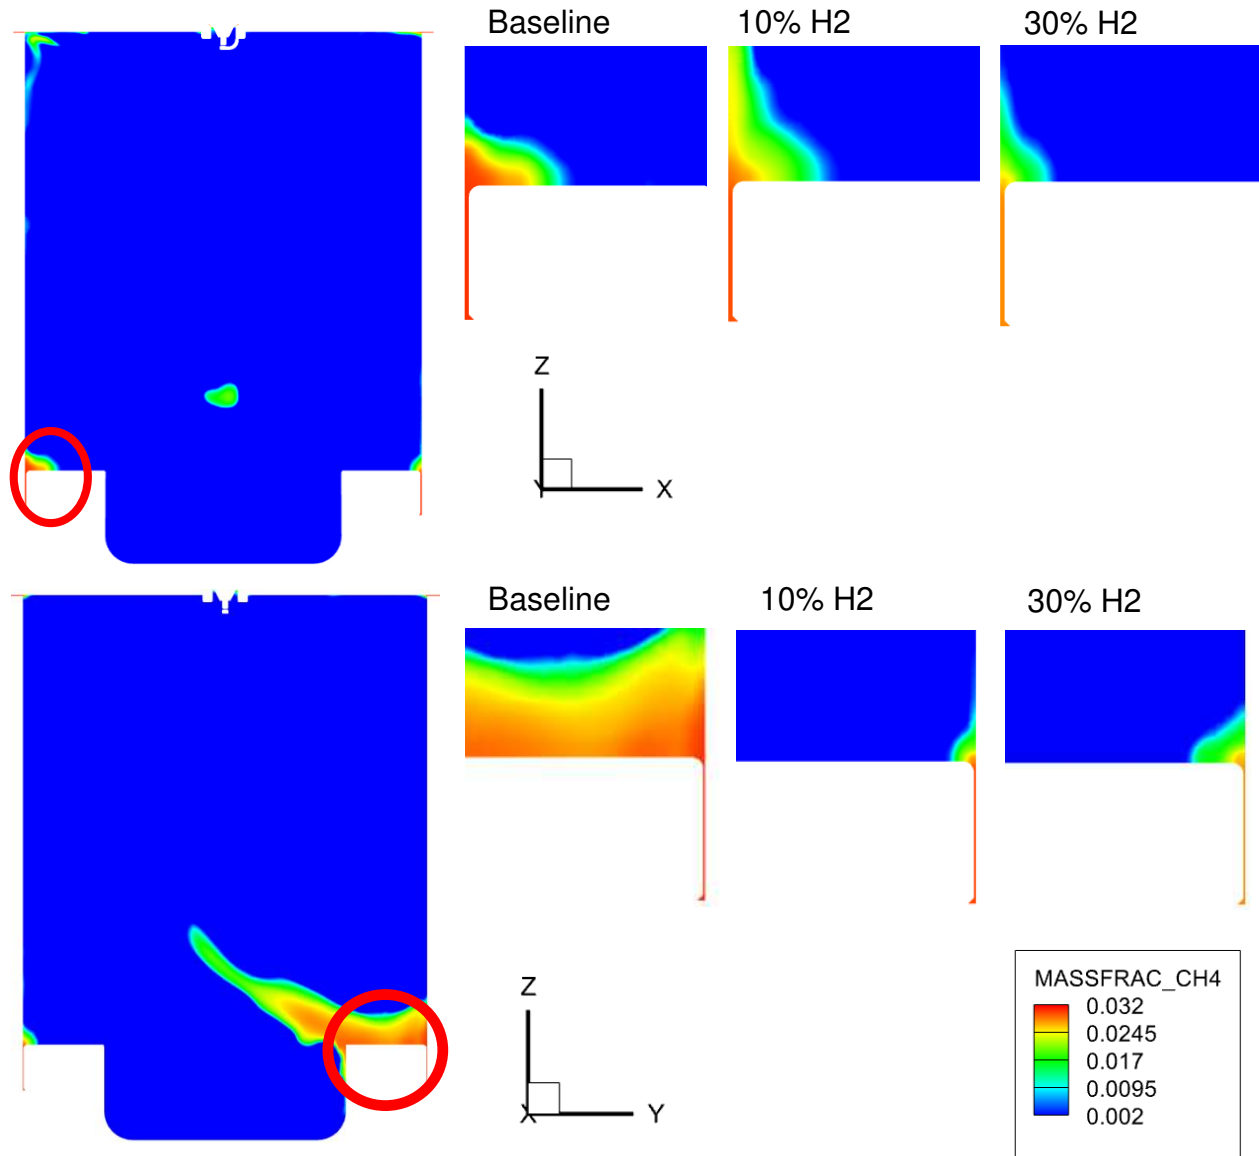 Baseline 10% H2 30% H2
Z
Y X
Baseline 10% H2 30% H2
Z
X Y
MASSFRAC_CH4
0.032
0.0245
0.017
0.0095
0.002